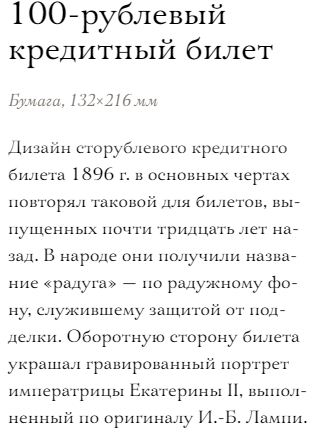 100-рублевый
кредитный билет
Бумага, 132×216 мм
Дизайн сторублевого кредитного
билета 1896 г. в основных чертах
повторял таковой для билетов, вы-
пущенных почти тридцать лет на-
зад. В народе они получили назва-
ние «радуга» — по радужному фо-
ну, служившему защитой от под-
делки. Оборотную сторону билета
украшал гравированный портрет
императрицы Екатерины II, выпол-
ненный по оригиналу И.-Б. Лампи.